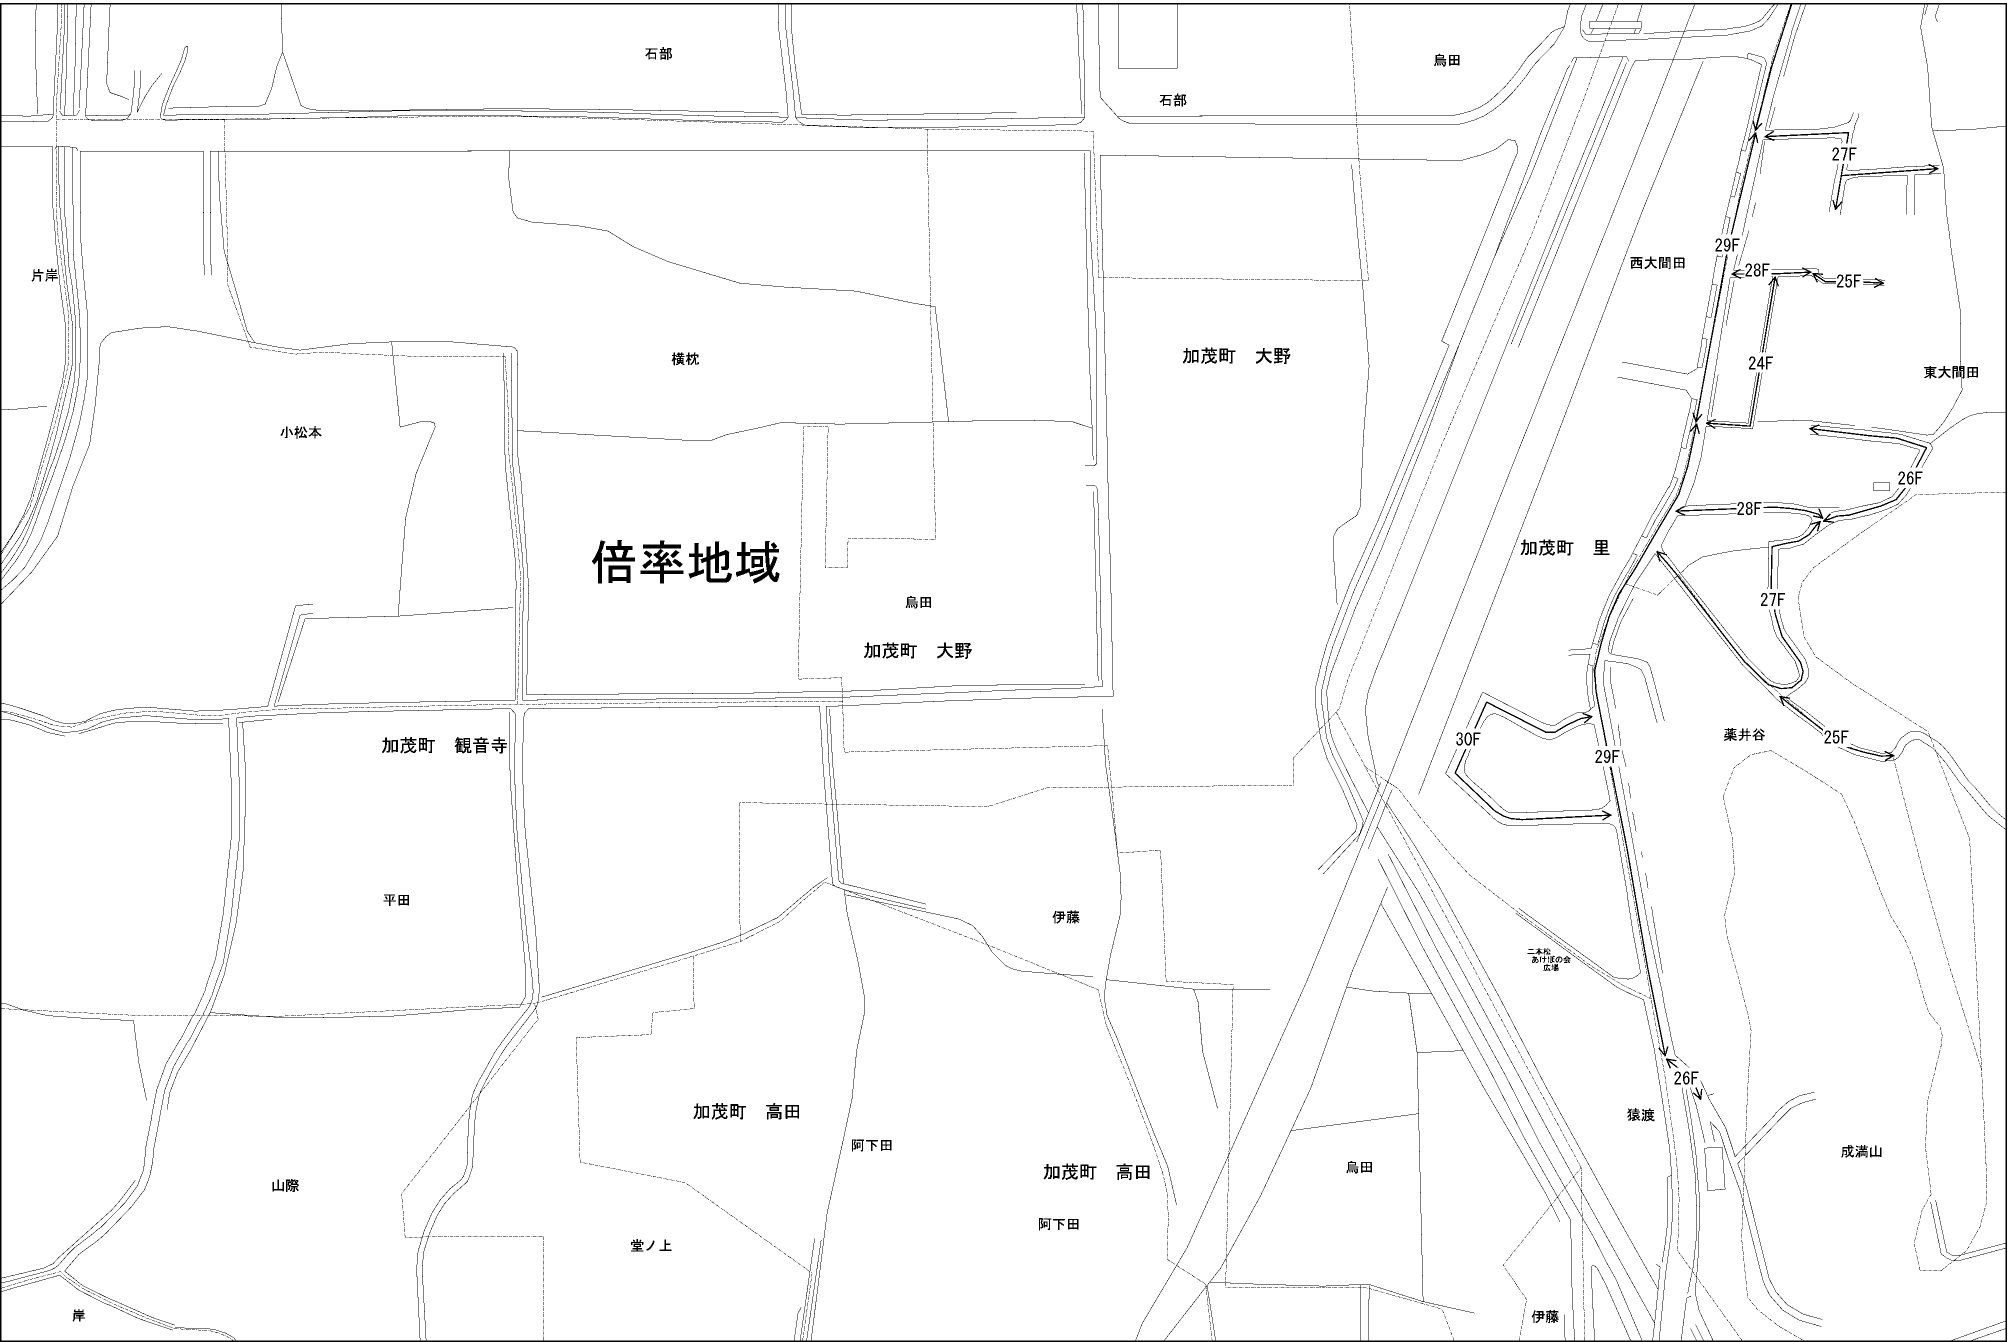 石部
烏田
石部
27F
29F
西大間田
片岸
28F
25F
横枕
加茂町　大野
24F
東大間田
小松本
26F
28F
加茂町　里
倍率地域
烏田
27F
加茂町　大野
薬井谷
25F
30F
加茂町　観音寺
29F
平田
伊藤
二本松
あけぼの会
広場
26F
加茂町　高田
猿渡
阿下田
成満山
加茂町　高田
烏田
山際
阿下田
堂ノ上
岸
伊藤